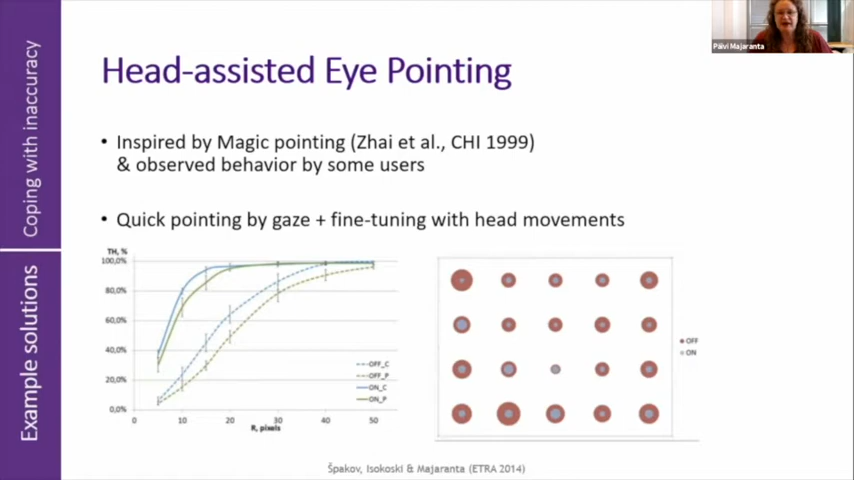 Coping with inaccuracy
Example solutions
Päivi Majaranta
Head-assisted Eye Pointing
• Inspired by Magic pointing (Zhai et al., CHI 1999)
& observed behavior by some users
• Quick pointing by gaze + fine-tuning with head movements
TH, %
100,0%
80,0%
60,0%
40,0%
20,0%
0,0%
0 10 20 30 40 50
R, pixels
OFF_C
OFF_P
ON_C
ON_P
OFF
ON
Špakov, Isokoski & Majaranta (ETRA 2014)